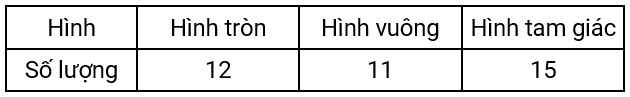 Hình Hình tròn Hình vuông Hình tam giác
Số lượng 12 11 15